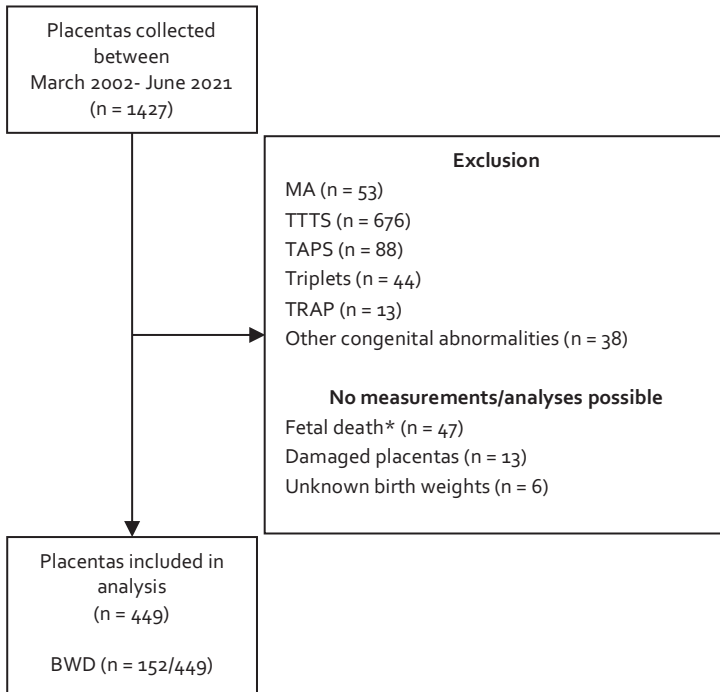 Placentas collected
between
March 2002- June 2021
(n = 1427)
Exclusion
MA (n = 53)
TTTS (n = 676)
TAPS (n = 88)
Triplets (n = 44)
TRAP (n = 13)
Other congenital abnormalities (n = 38)
No measurements/analyses possible
Fetal death* (n = 47)
Damaged placentas (n = 13)
Unknown birth weights (n = 6)
Placentas included in
analysis
(n = 449)
BWD (n = 152/449)